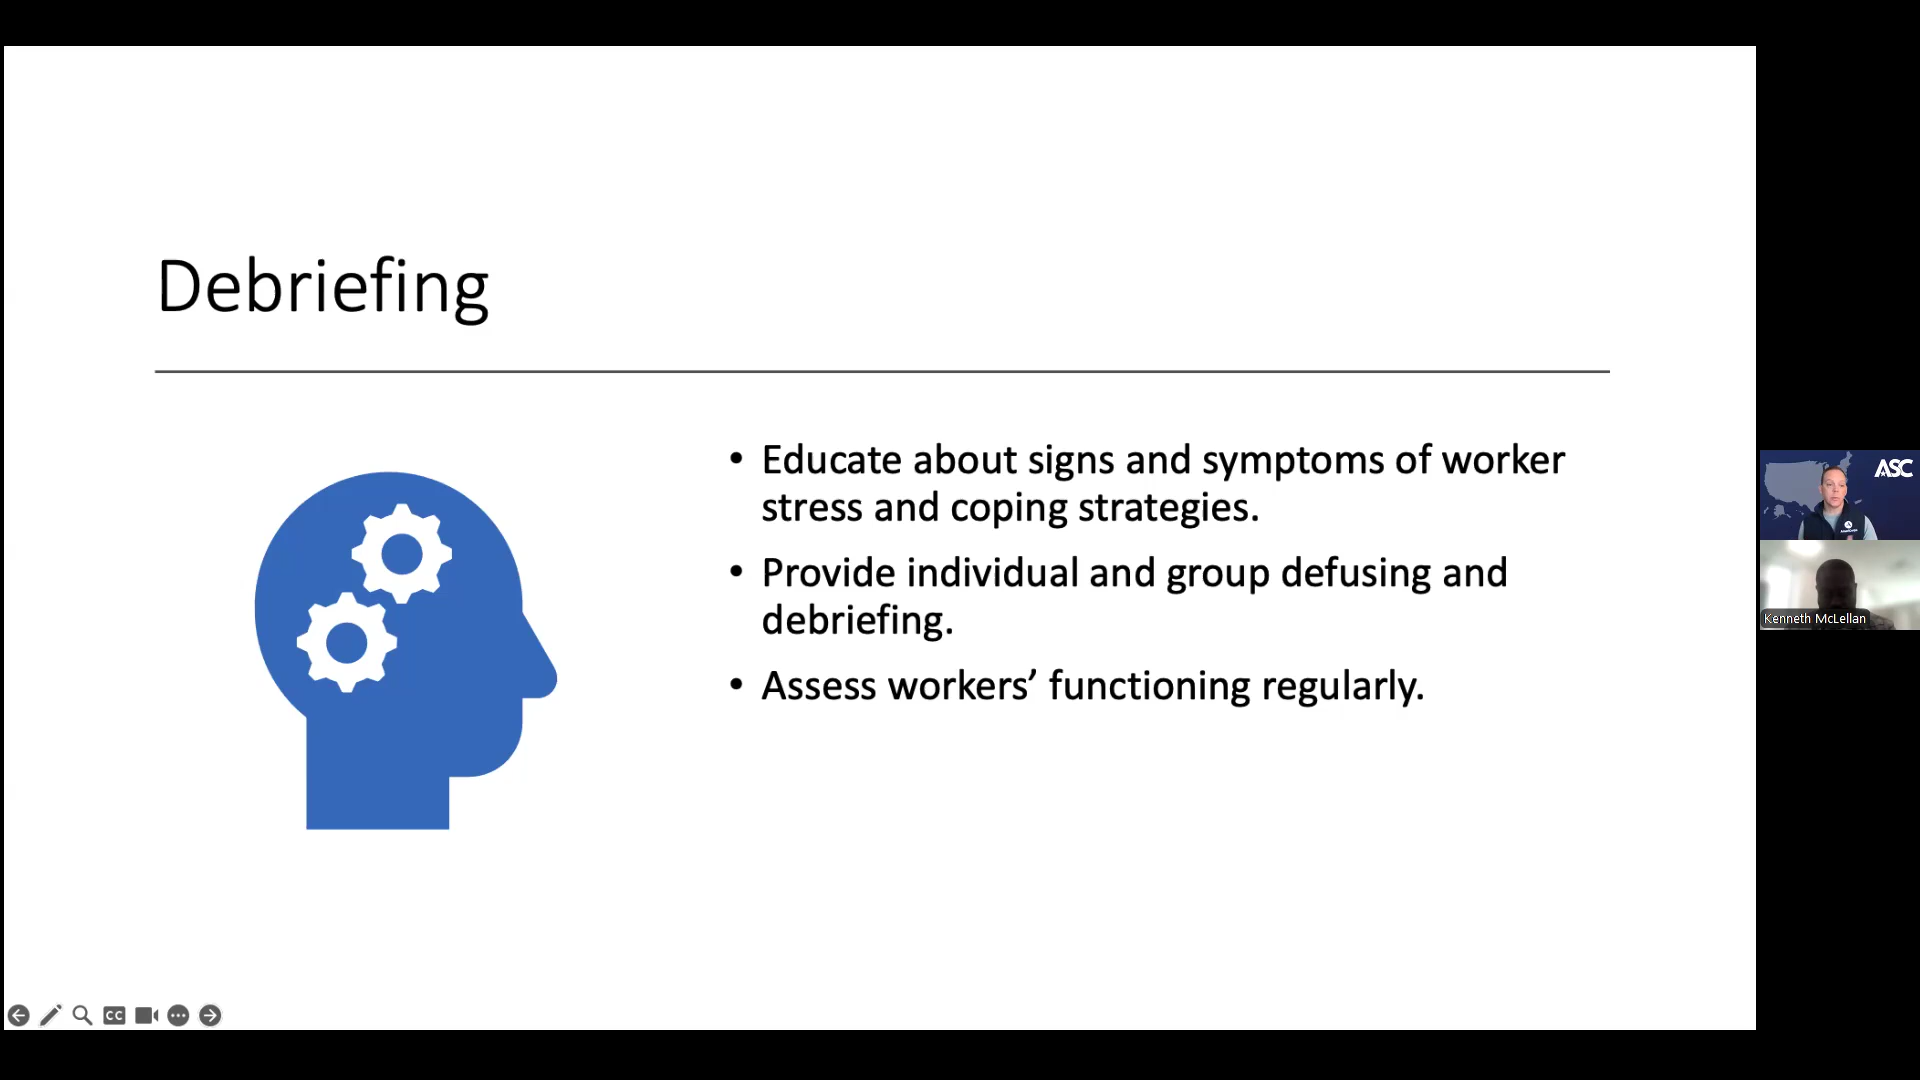 Debriefing
• Educate about signs and symptoms of worker
stress and coping strategies.
• Provide individual and group defusing and
debriefing.
• Assess workers’ functioning regularly.
ASC
Kenneth McLellan
CC